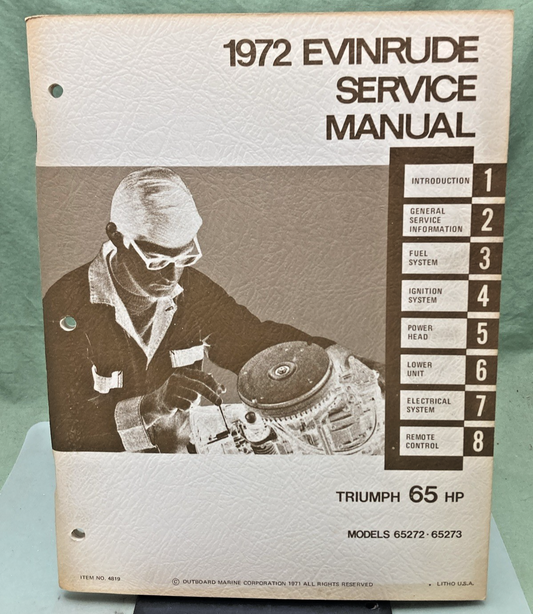 1972 EVINRUDE
SERVICE
MANUAL
INTRODUCTION 1
GENERAL
SERVICE
INFORMATION
2
FUEL
SYSTEM
3
IGNITION
SYSTEM
4
POWER
HEAD
5
LOWER
UNIT
6
ELECTRICAL
SYSTEM
7
REMOTE
CONTROL
8
TRIUMPH 65 HP
MODELS 65272 · 65273
ITEM NO. 4819
© OUTBOARD MARINE CORPORATION 1971 ALL RIGHTS RESERVED
LITHO U.S.A.